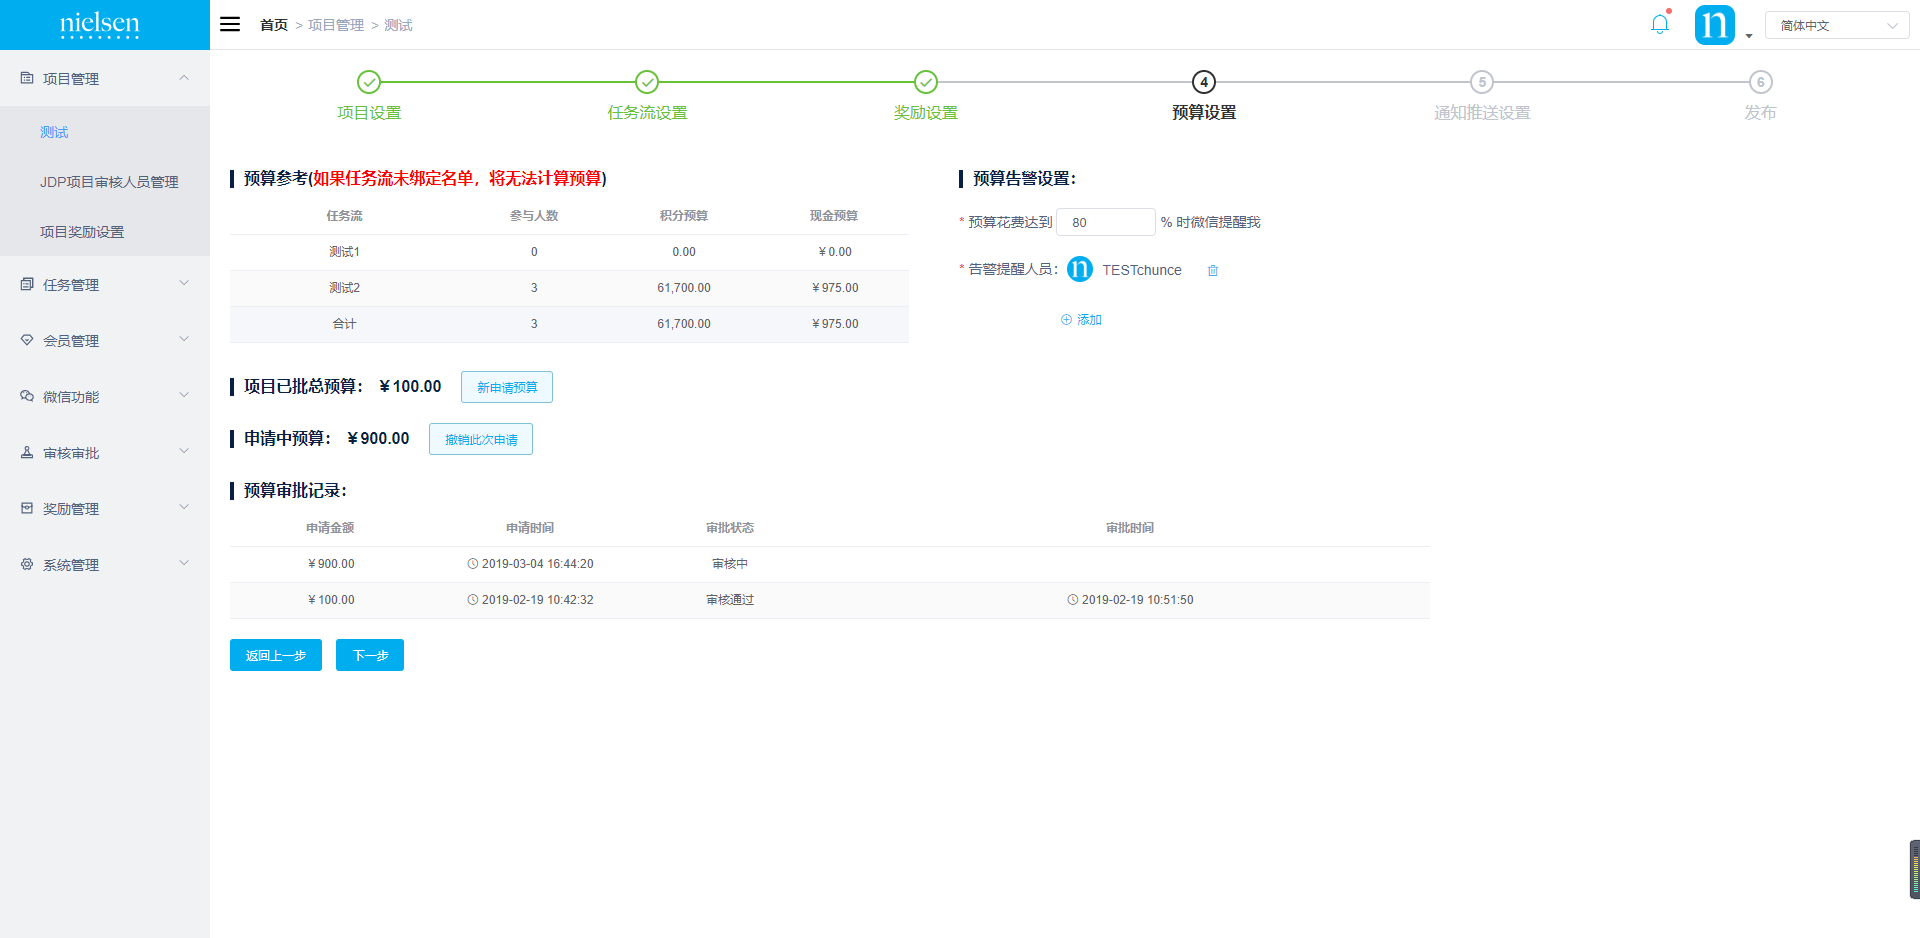 nielsen
首页 > 项目管理 > 测试
n
简体中文
项目管理
测试
JDP项目审核人员管理
项目奖励设置
任务管理
会员管理
微信功能
审核审批
奖励管理
系统管理
项目设置
任务流设置
奖励设置
4
预算设置
5
通知推送设置
6
发布
预算参考(如果任务流未绑定名单，将无法计算预算)
任务流 参与人数 积分预算 现金预算
测试1 0 0.00 ¥0.00
测试2 3 61,700.00 ¥975.00
合计 3 61,700.00 ¥975.00
预算告警设置：
* 预算花费达到 80 % 时微信提醒我
* 告警提醒人员： n TESTchunce
添加
项目已批总预算： ¥100.00 新申请预算
申请中预算： ¥900.00 撤销此次申请
预算审批记录：
申请金额 申请时间 审批状态 审批时间
¥900.00 2019-03-04 16:44:20 审核中
¥100.00 2019-02-19 10:42:32 审核通过 2019-02-19 10:51:50
返回上一步 下一步